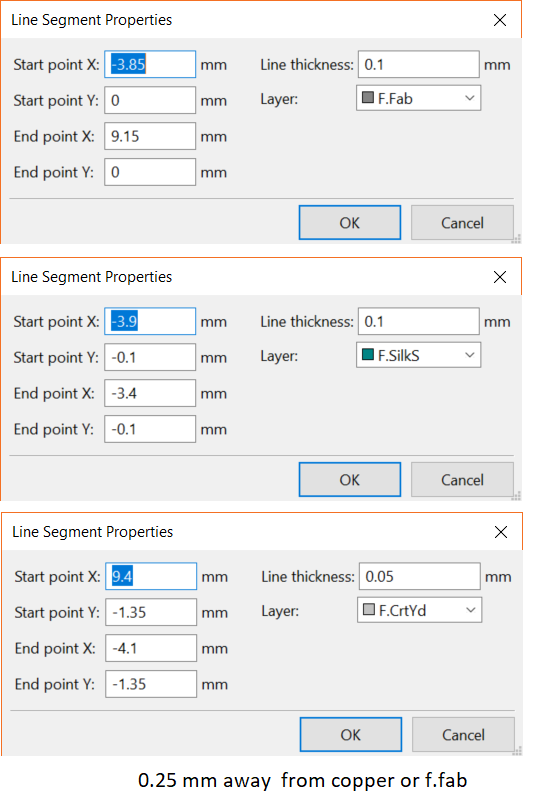 Line Segment Properties
Start point X: -3.85 mm Line thickness: 0.1 mm
Start point Y: 0 mm Layer: F.Fab
End point X: 9.15 mm
End point Y: 0 mm
OK Cancel
Line Segment Properties
Start point X: -3.9 mm Line thickness: 0.1 mm
Start point Y: -0.1 mm Layer: F.SilkS
End point X: -3.4 mm
End point Y: -0.1 mm
OK Cancel
Line Segment Properties
Start point X: 9.4 mm Line thickness: 0.05 mm
Start point Y: -1.35 mm Layer: F.CrtYd
End point X: -4.1 mm
End point Y: -1.35 mm
OK Cancel
0.25 mm away from copper or f.fab